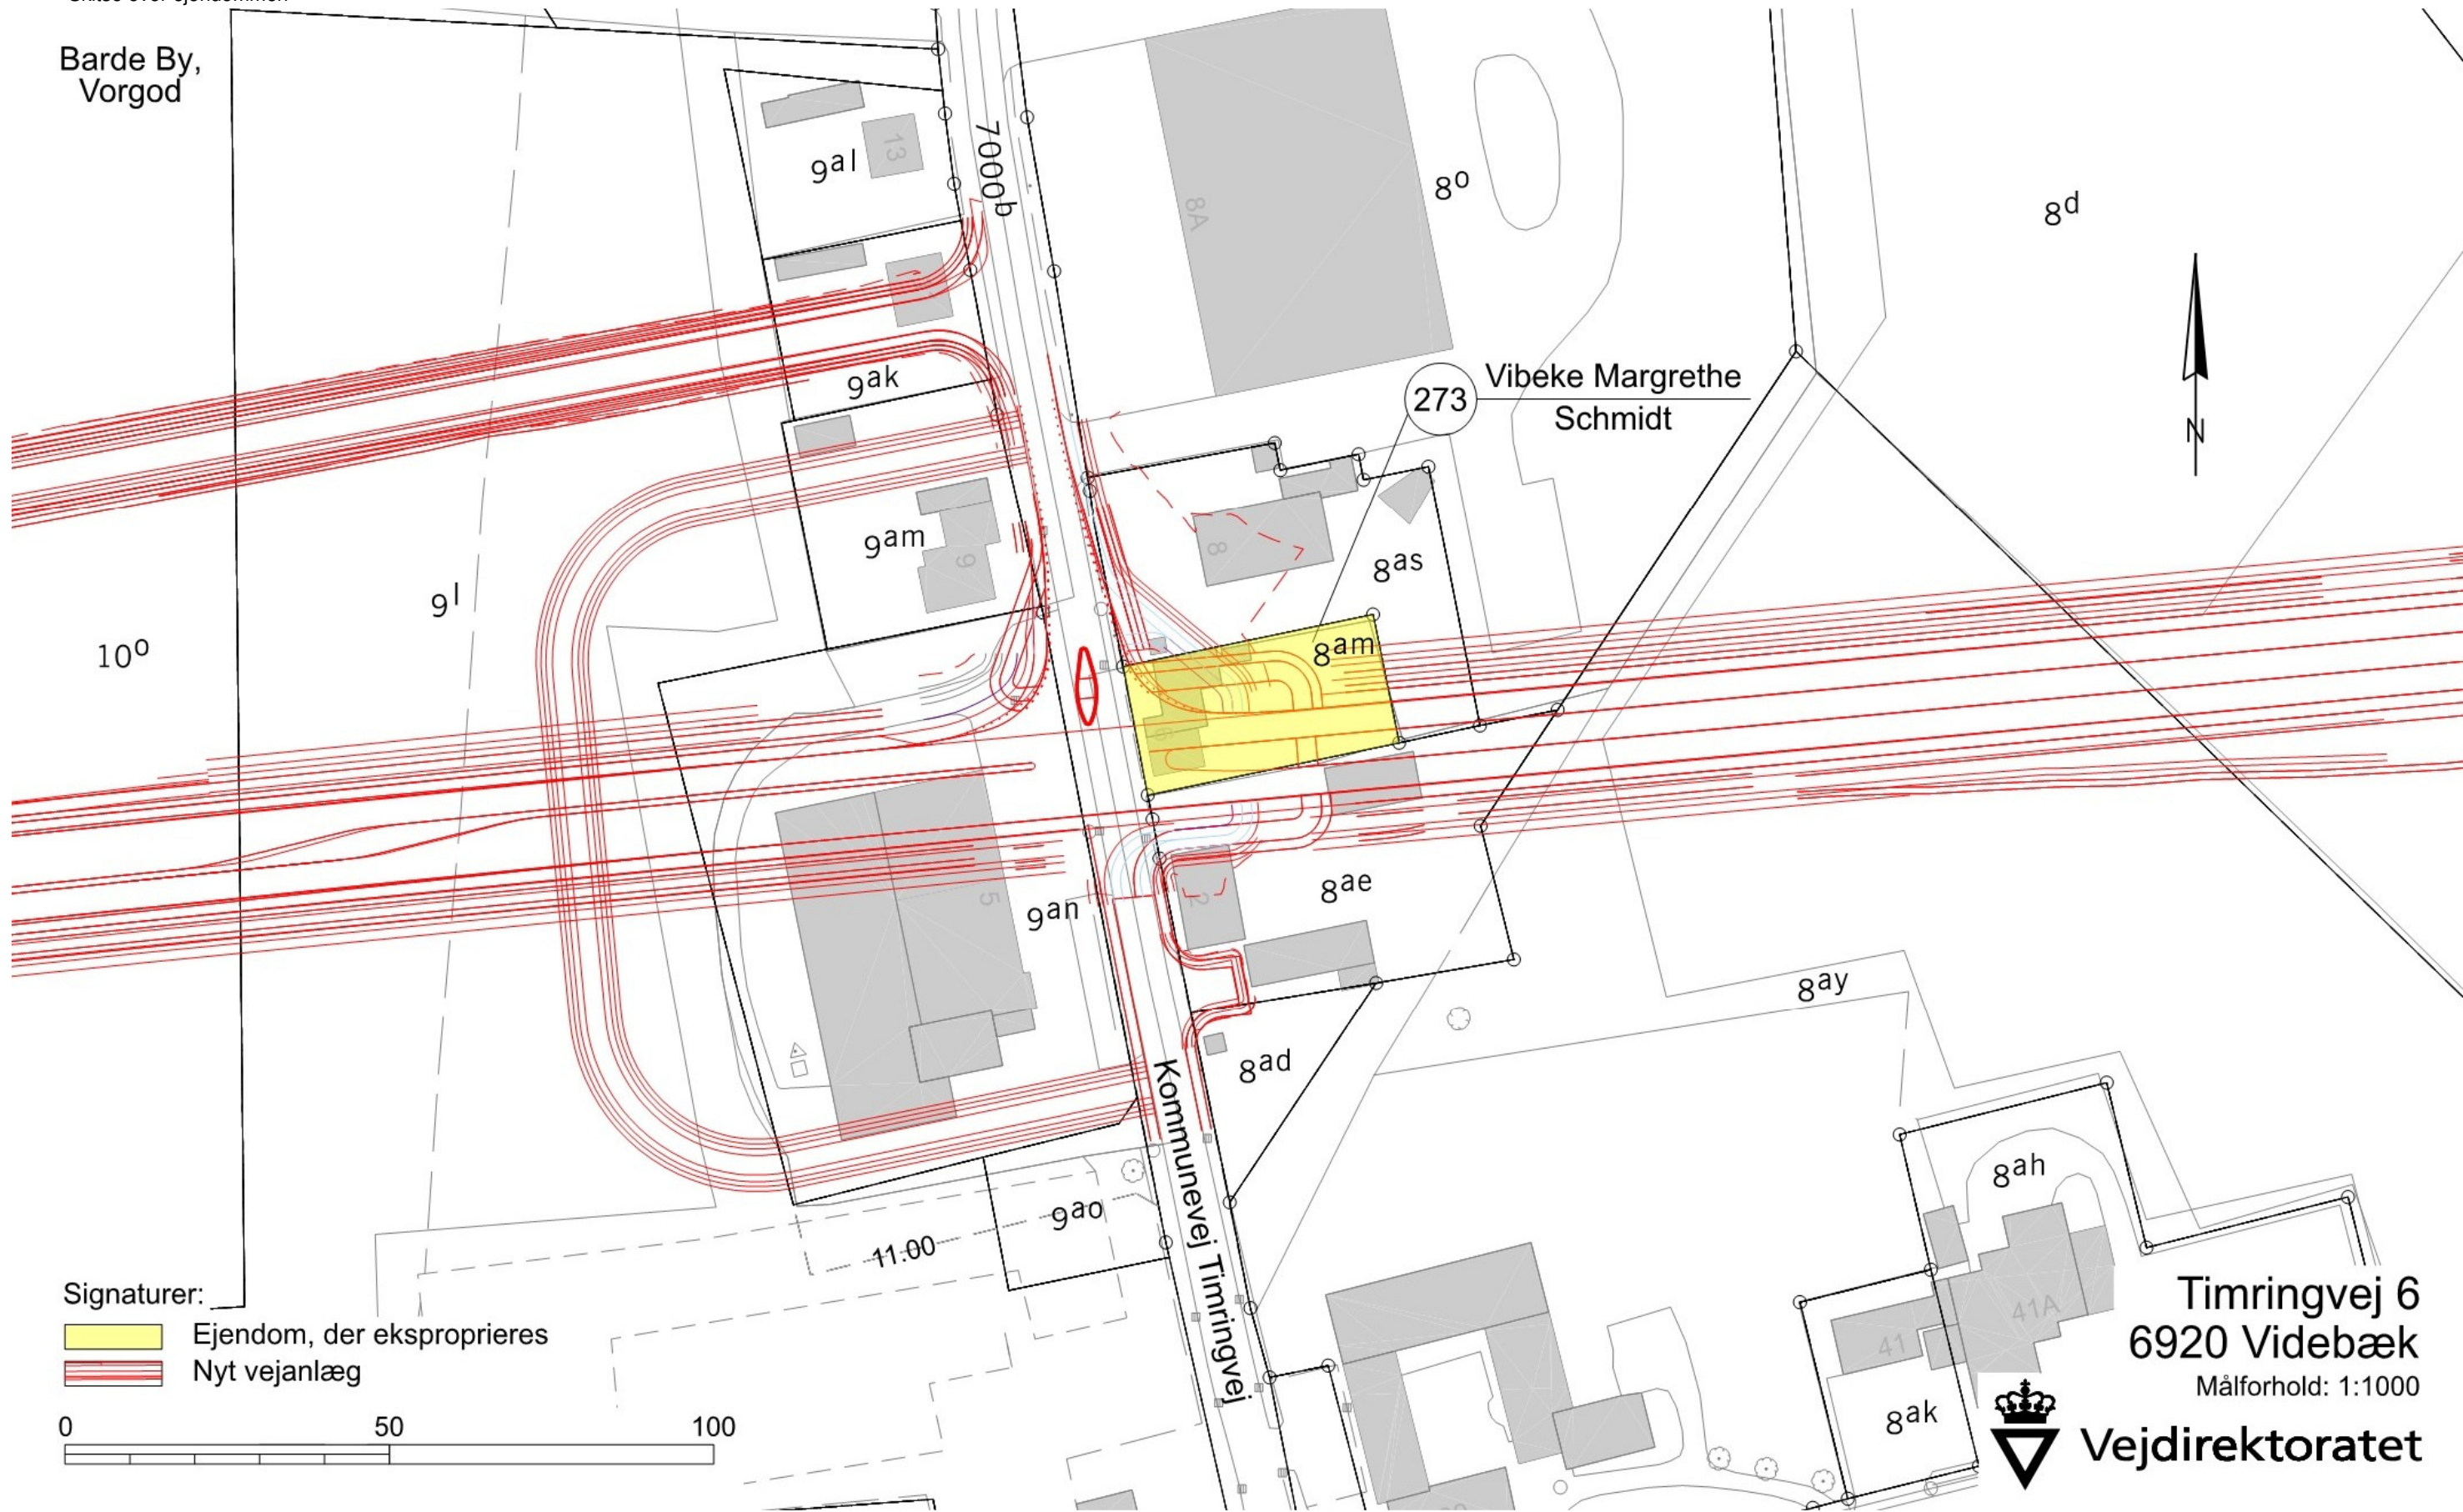 Barde By,
Vorgod
9al
13
7000b
8A
8o
8d
9ak
273
Vibeke Margrethe
Schmidt
N
9am
9
8
8as
9l
10o
8am
6
5
9an
2
8ae
8ay
8ad
Kommunevej Timringvej
8ah
9ao
11.00
41A
41
8ak
Signaturer:
Ejendom, der eksproprieres
Nyt vejanlæg
0 50 100
Timringvej 6
6920 Videbæk
Målforhold: 1:1000
Vejdirektoratet